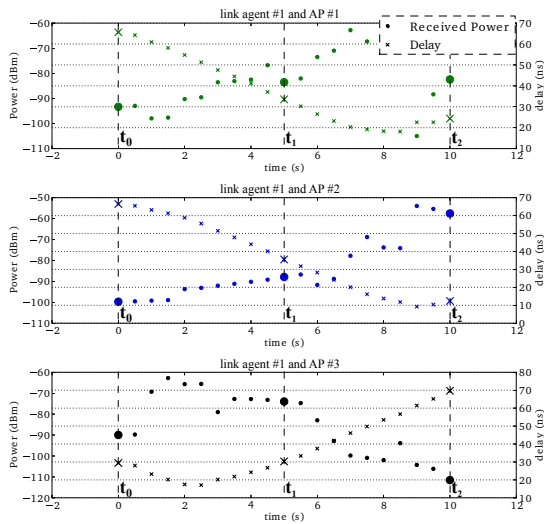 link agent #1 and AP #1
Received Power
Delay
Power (dBm)
−60
−70
−80
−90
−100
−110
70
60
50
40
30
20
10
delay (ns)
t0
t1
t2
−2 0 2 4 6 8 10 12
time (s)
link agent #1 and AP #2
Power (dBm)
−50
−60
−70
−80
−90
−100
−110
70
60
50
40
30
20
10
0
delay (ns)
t0
t1
t2
−2 0 2 4 6 8 10 12
time (s)
link agent #1 and AP #3
Power (dBm)
−60
−70
−80
−90
−100
−110
−120
80
70
60
50
40
30
20
10
delay (ns)
t0
t1
t2
−2 0 2 4 6 8 10 12
time (s)